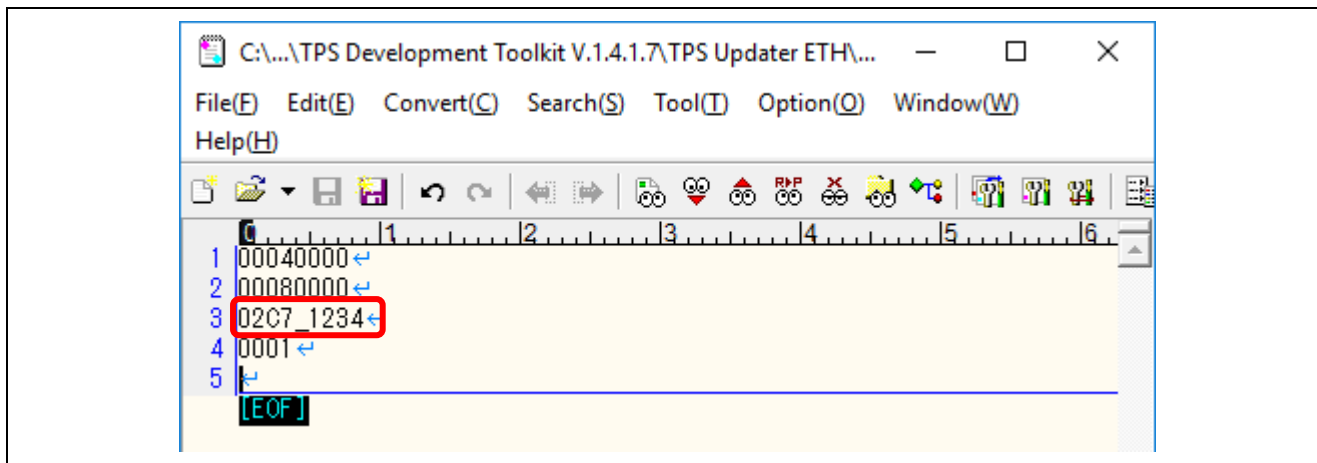 C:\...\TPS Development Toolkit V.1.4.1.7\TPS Updater ETH\...
File(F) Edit(E) Convert(C) Search(S) Tool(T) Option(O) Window(W)
Help(H)
0 1 2 3 4 5 6
1 00040000
2 00080000
3 02C7_1234
4 0001
5
[EOF]